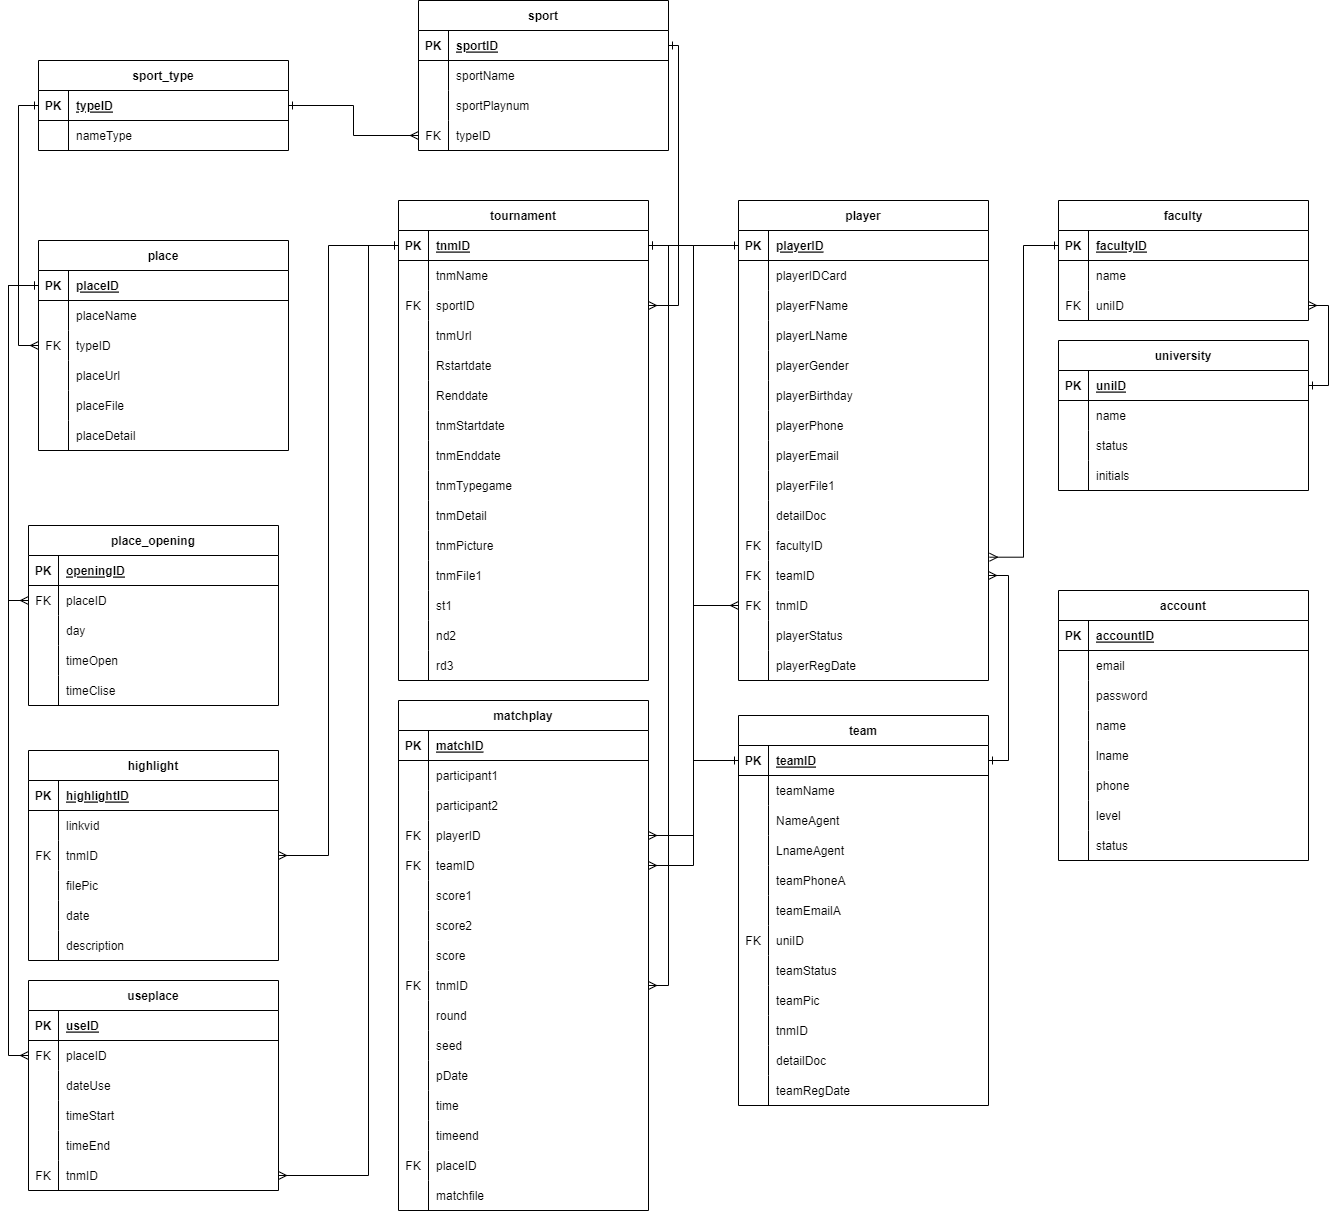 sport
PK sportID
sportName
sportPlaynum
FK typeID
sport_type
PK typeID
nameType
place
PK placeID
placeName
FK typeID
placeUrl
placeFile
placeDetail
tournament
PK tnmID
tnmName
FK sportID
tnmUrl
Rstartdate
Renddate
tnmStartdate
tnmEnddate
tnmTypegame
tnmDetail
tnmPicture
tnmFile1
st1
nd2
rd3
player
PK playerID
playerIDCard
playerFName
playerLName
playerGender
playerBirthday
playerPhone
playerEmail
playerFile1
detailDoc
FK facultyID
FK teamID
FK tnmID
playerStatus
playerRegDate
faculty
PK facultyID
name
FK uniID
university
PK uniID
name
status
initials
place_opening
PK openingID
FK placeID
day
timeOpen
timeClise
account
PK accountID
email
password
name
lname
phone
level
status
highlight
PK highlightID
linkvid
FK tnmID
filePic
date
description
matchplay
PK matchID
participant1
participant2
FK playerID
FK teamID
score1
score2
score
FK tnmID
round
seed
pDate
time
timeend
FK placeID
matchfile
team
PK teamID
teamName
NameAgent
LnameAgent
teamPhoneA
teamEmailA
FK uniID
teamStatus
teamPic
tnmID
detailDoc
teamRegDate
useplace
PK useID
FK placeID
dateUse
timeStart
timeEnd
FK tnmID